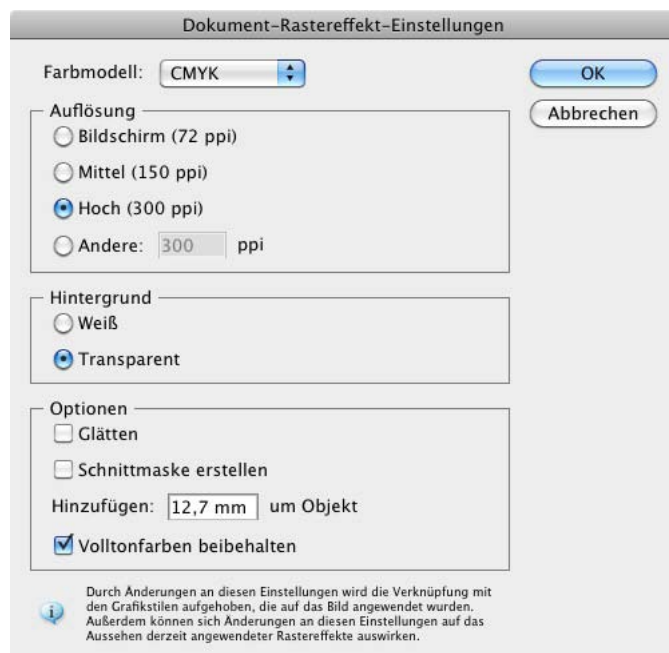 Dokument-Rastereffekt-Einstellungen
Farbmodell: CMYK
OK
Abbrechen
Auflösung
Bildschirm (72 ppi)
Mittel (150 ppi)
Hoch (300 ppi)
Andere: 300 ppi
Hintergrund
Weiß
Transparent
Optionen
Glätten
Schnittmaske erstellen
Hinzufügen: 12,7 mm um Objekt
Volltonfarben beibehalten
Durch Änderungen an diesen Einstellungen wird die Verknüpfung mit
den Grafikstilen aufgehoben, die auf das Bild angewendet wurden.
Außerdem können sich Änderungen an diesen Einstellungen auf das
Aussehen derzeit angewendeter Rastereffekte auswirken.